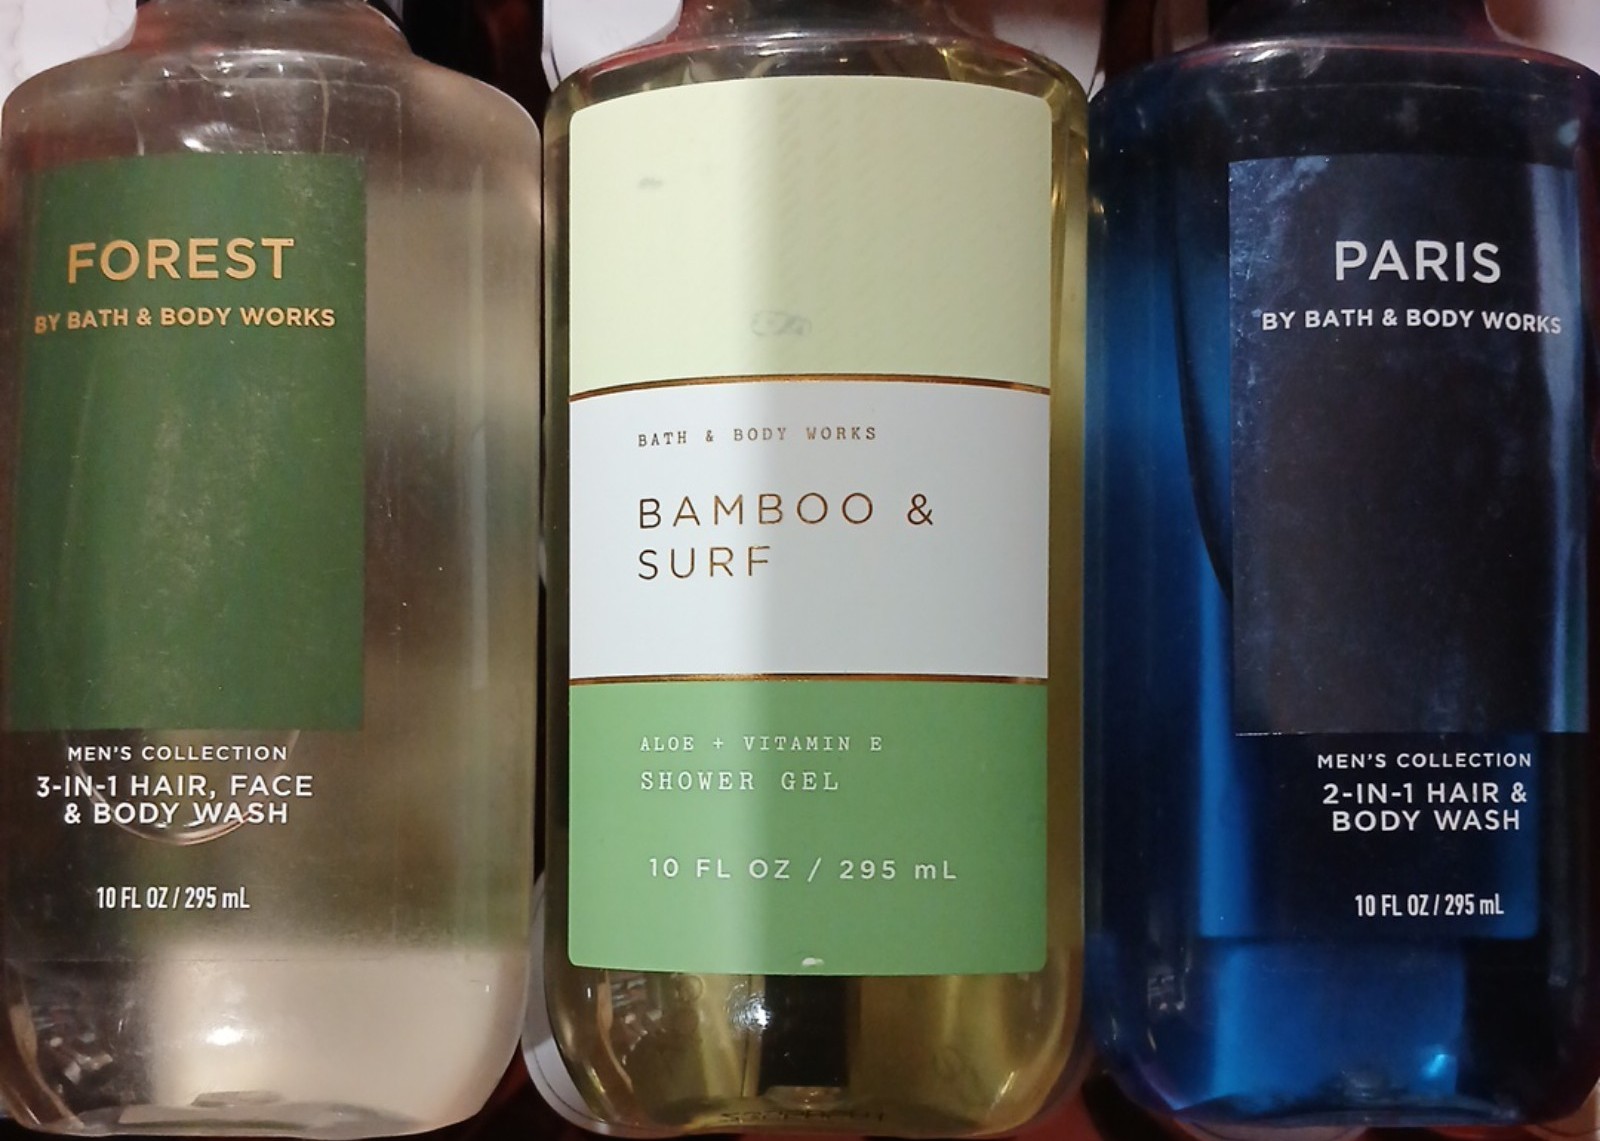 FOREST
BY BATH & BODY WORKS
MEN'S COLLECTION
3-IN-1 HAIR, FACE
& BODY WASH
10 FL OZ / 295 mL
BATH & BODY WORKS
BAMBOO &
SURF
ALOE + VITAMIN E
SHOWER GEL
10 FL OZ / 295 mL
PARIS
BY BATH & BODY WORKS
MEN'S COLLECTION
2-IN-1 HAIR &
BODY WASH
10 FL OZ / 295 mL